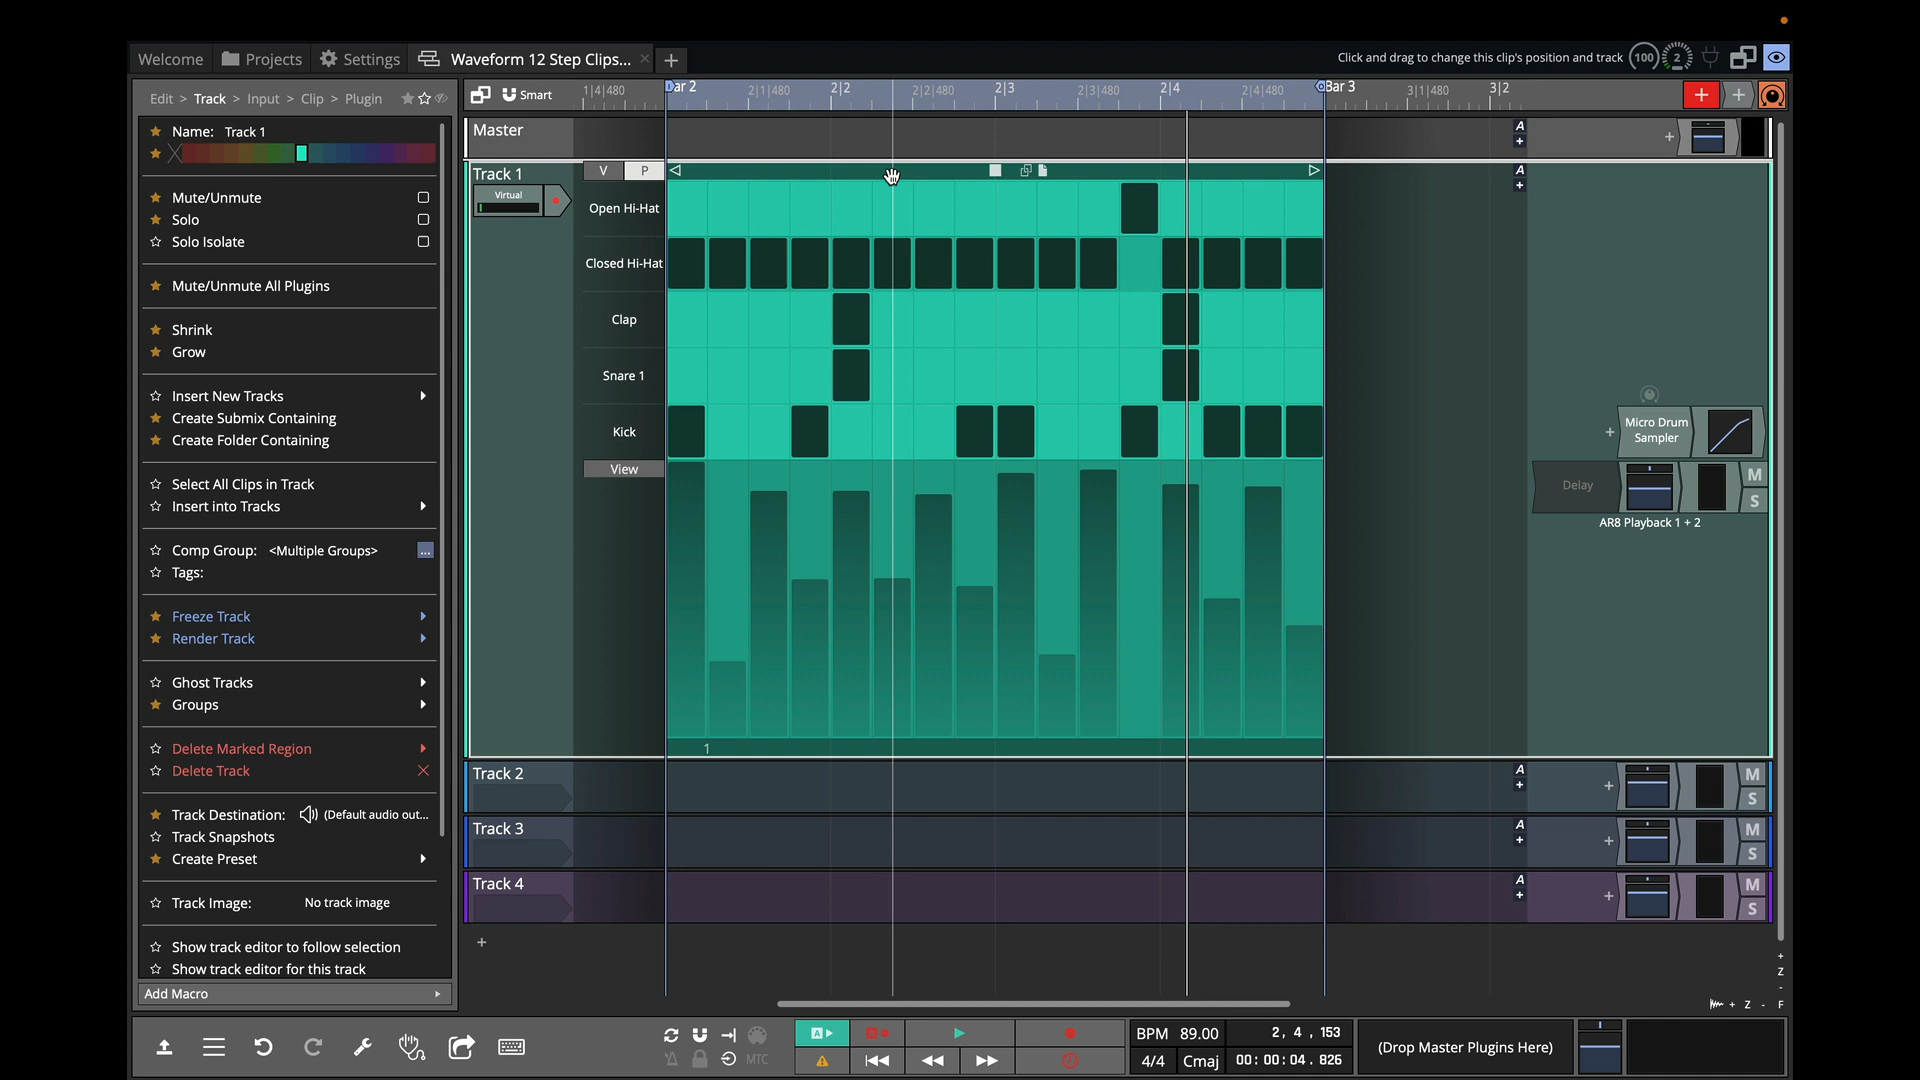 Welcome
Projects
Settings
Waveform 12 Step Clips...
Click and drag to change this clip's position and track
100
2
Edit > Track > Input > Clip > Plugin
Smart
1|4|480
Bar 2
2|1|480
2|2
2|2|480
2|3
2|3|480
2|4
2|4|480
Bar 3
3|1|480
3|2
Name: Track 1
Mute/Unmute
Solo
Solo Isolate
Mute/Unmute All Plugins
Shrink
Grow
Insert New Tracks
Create Submix Containing
Create Folder Containing
Select All Clips in Track
Insert into Tracks
Comp Group: <Multiple Groups>
...
Tags:
Freeze Track
Render Track
Ghost Tracks
Groups
Delete Marked Region
Delete Track
Track Destination: (Default audio out...
Track Snapshots
Create Preset
Track Image: No track image
Show track editor to follow selection
Show track editor for this track
Add Macro
Master
A
Track 1
V P
Virtual
A
Open Hi-Hat
Closed Hi-Hat
Clap
Snare 1
Kick
View
1
Micro Drum
Sampler
Delay
M
S
AR8 Playback 1 + 2
Track 2
A
M
S
Track 3
A
M
S
Track 4
A
M
S
+
Z
-
+ Z - F
A
A
MTC
BPM 89.00
2, 4, 153
4/4 Cmaj
00: 00: 04. 826
(Drop Master Plugins Here)